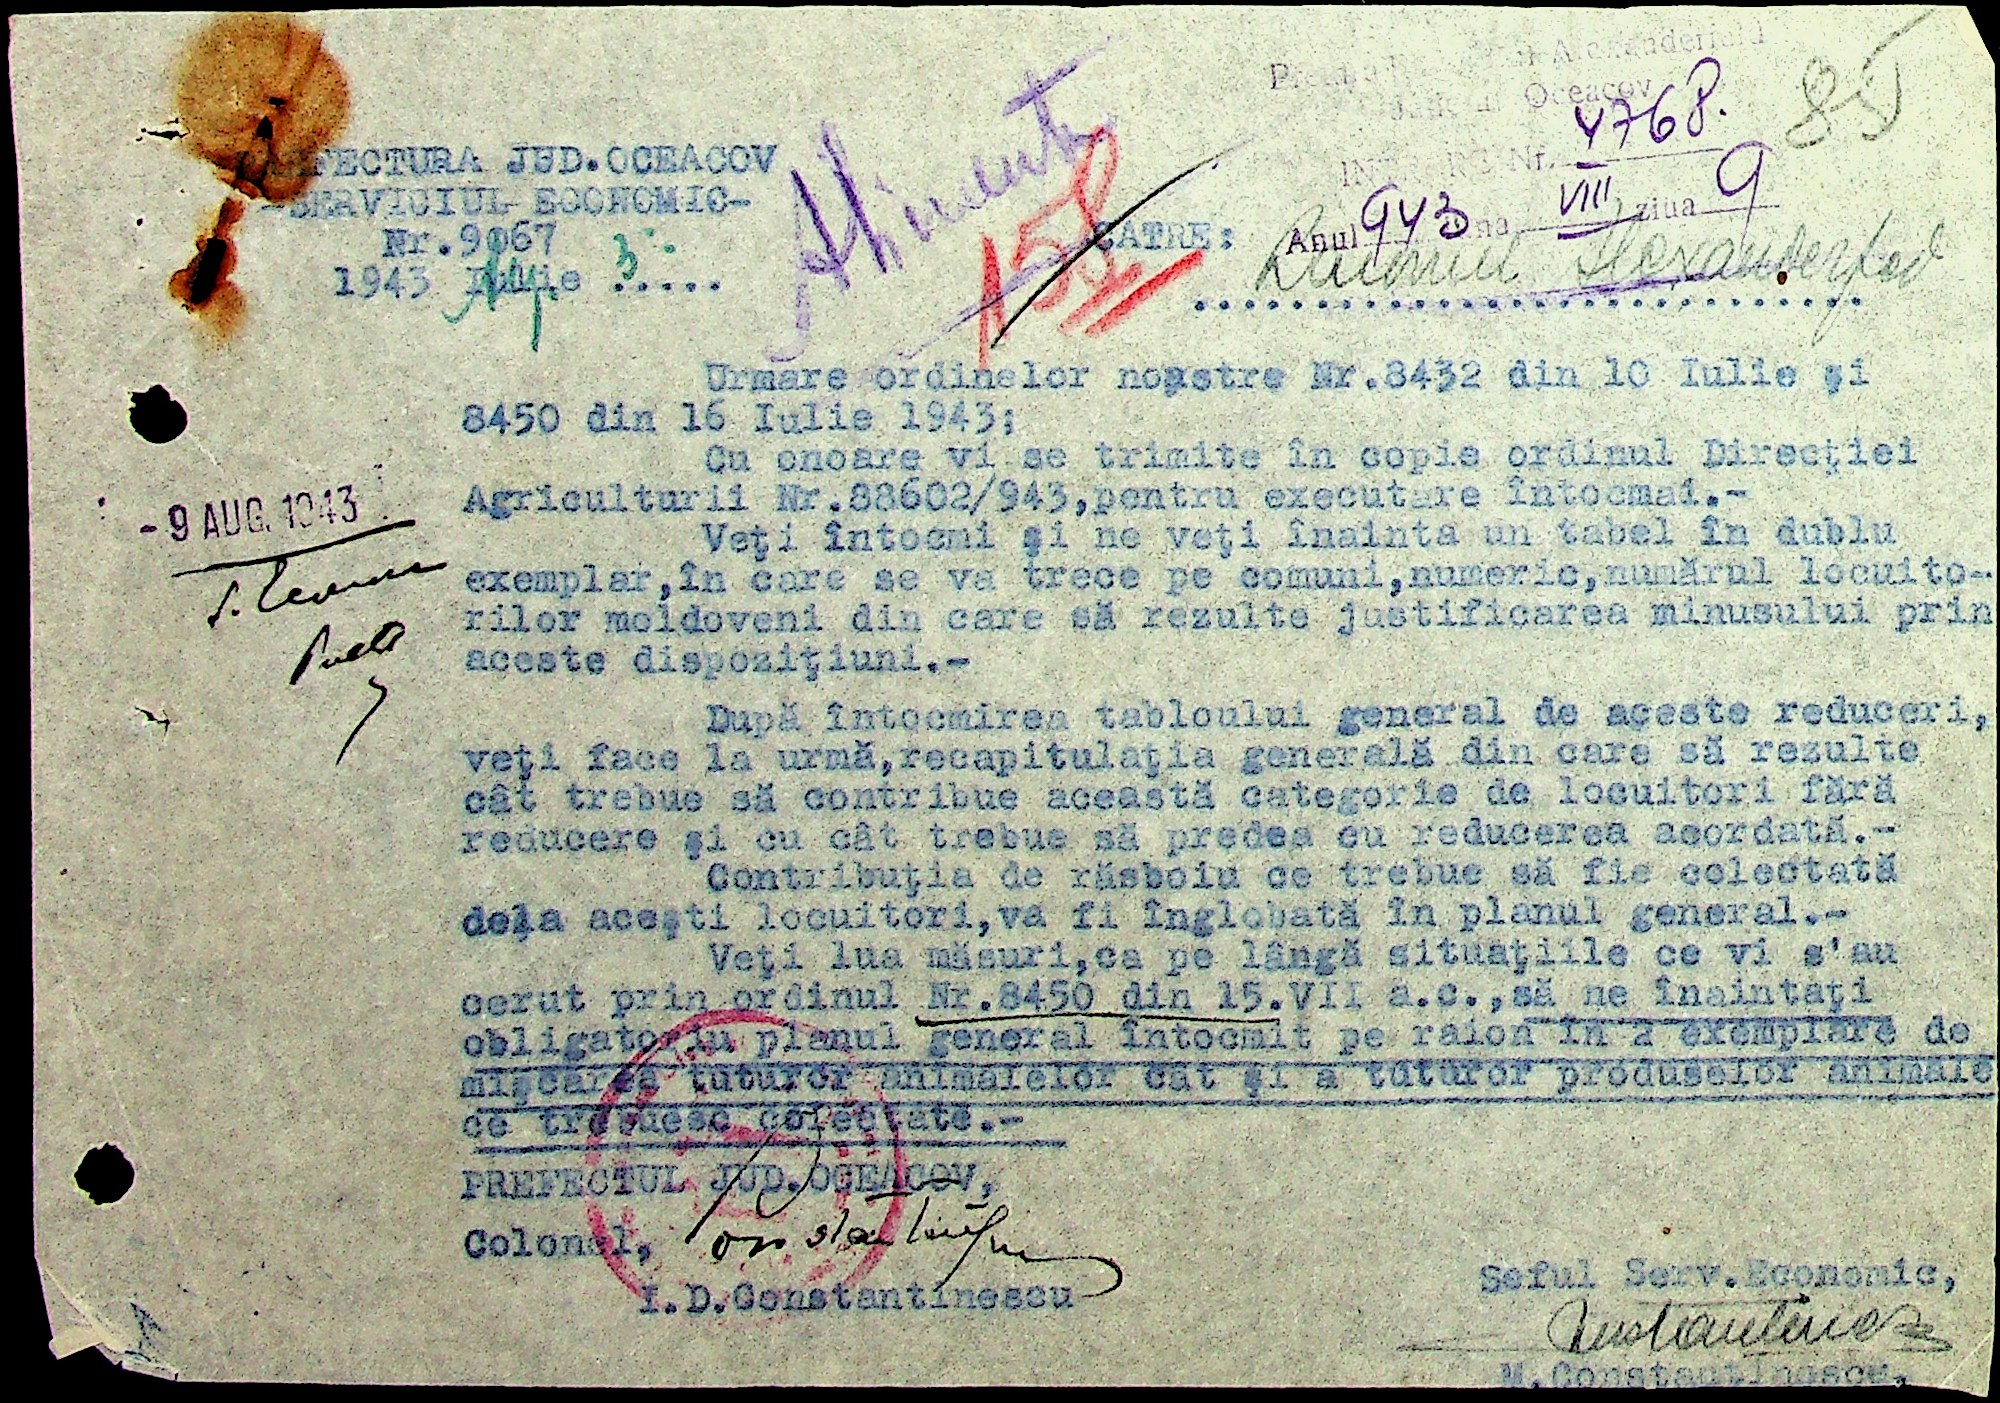 Alexanderfeld
Oceacov
85
PREFECTURA JUD.OCEACOV
-SERVICIUL ECONOMIC-
Nr.9067
1943 Iulie 3.....
158
INTRARE Nr. 4768.
Anul 943 Luna VIII ziua 9
CATRE: Raionul Alexanderfeld
Urmare ordinelor noastre Nr.8432 din 10 Iulie şi
8450 din 16 Iulie 1943;
Cu onoare vi se trimite în copie ordinul Direcţiei
Agriculturii Nr.88602/943,pentru executare întocmai.-
Veţi întocmi şi ne veţi înainta un tabel în dublu
exemplar,în care se va trece pe comuni,numeric,numărul locuito-
rilor moldoveni din care să rezulte justificarea minusului prin
aceste dispoziţiuni.-
După întocmirea tabloului general de aceste reduceri,
veţi face la urmă,recapitulaţia generală din care să rezulte
cât trebue să contribue această categorie de locuitori fără
reducere şi cu cât trebue să predea cu reducerea acordată.-
Contribuţia de răsboiu ce trebue să fie colectată
dela aceşti locuitori,va fi înglobată în planul general.-
Veţi lua măsuri,ca pe lângă situaţiile ce vi s'au
cerut prin ordinul Nr.8450 din 15.VII a.c.,să ne înaintaţi
obligatoriu planul general întocmit pe raion în 2 exemplare de
mişcarea tuturor animalelor cât şi a tuturor produselor animale
ce trebuesc colectate.-
- 9 AUG. 1943
PREFECTUL JUD.OCEACOV,
Colonel,
I.D.Constantinescu
Seful Serv.Economic,
M.Constantinescu,